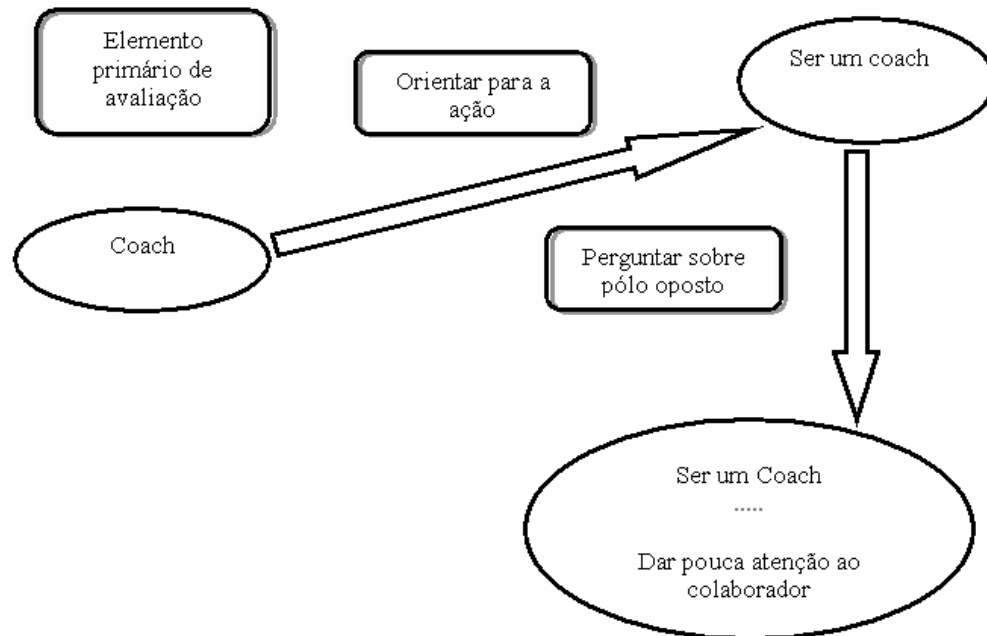 Elemento
primário de
avaliação
Orientar para a
ação
Ser um coach
Coach
Perguntar sobre
pólo oposto
Ser um Coach
.....
Dar pouca atenção ao
colaborador